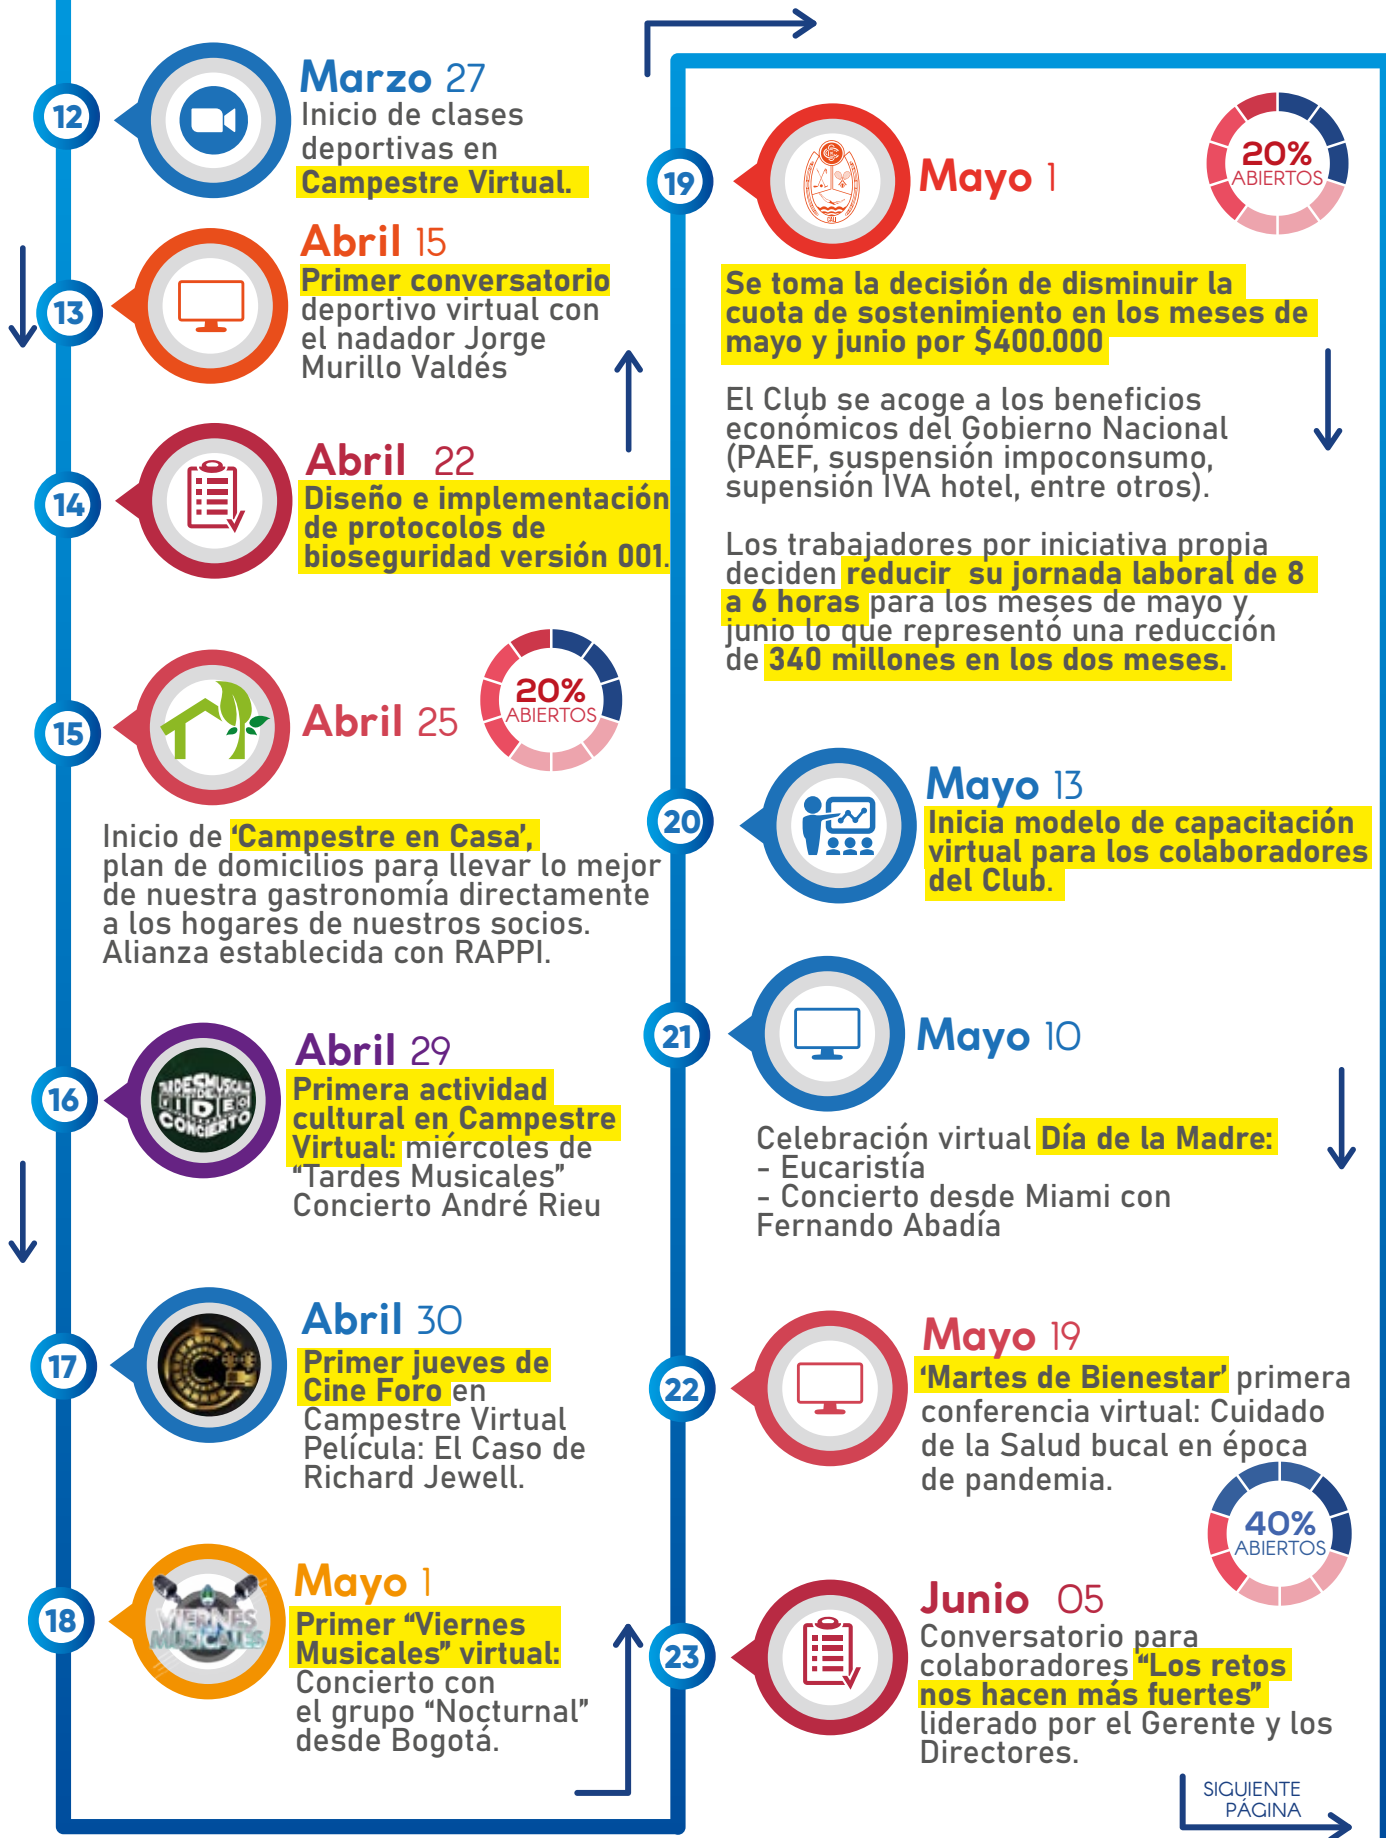 12
Marzo 27
Inicio de clases
deportivas en
Campestre Virtual.
13
Abril 15
Primer conversatorio
deportivo virtual con
el nadador Jorge
Murillo Valdés
14
Abril 22
Diseño e implementación
de protocolos de
bioseguridad versión 001.
15
Abril 25
20%
ABIERTOS
Inicio de ‘Campestre en Casa’,
plan de domicilios para llevar lo mejor
de nuestra gastronomía directamente
a los hogares de nuestros socios.
Alianza establecida con RAPPI.
16
TARDES MUSICALES
DE
VIDEO
CONCIERTO
Abril 29
Primera actividad
cultural en Campestre
Virtual: miércoles de
“Tardes Musicales”
Concierto André Rieu
17
Abril 30
Primer jueves de
Cine Foro en
Campestre Virtual
Película: El Caso de
Richard Jewell.
18
VIERNES
MUSICALES
Mayo 1
Primer “Viernes
Musicales” virtual:
Concierto con
el grupo “Nocturnal”
desde Bogotá.
19
CALI
Mayo 1
20%
ABIERTOS
Se toma la decisión de disminuir la
cuota de sostenimiento en los meses de
mayo y junio por $400.000
El Club se acoge a los beneficios
económicos del Gobierno Nacional
(PAEF, suspensión impoconsumo,
supensión IVA hotel, entre otros).
Los trabajadores por iniciativa propia
deciden reducir su jornada laboral de 8
a 6 horas para los meses de mayo y
junio lo que representó una reducción
de 340 millones en los dos meses.
20
Mayo 13
Inicia modelo de capacitación
virtual para los colaboradores
del Club.
21
Mayo 10
Celebración virtual Día de la Madre:
- Eucaristía
- Concierto desde Miami con
Fernando Abadía
22
Mayo 19
‘Martes de Bienestar’ primera
conferencia virtual: Cuidado
de la Salud bucal en época
de pandemia.
40%
ABIERTOS
23
Junio 05
Conversatorio para
colaboradores “Los retos
nos hacen más fuertes”
liderado por el Gerente y los
Directores.
SIGUIENTE
PÁGINA